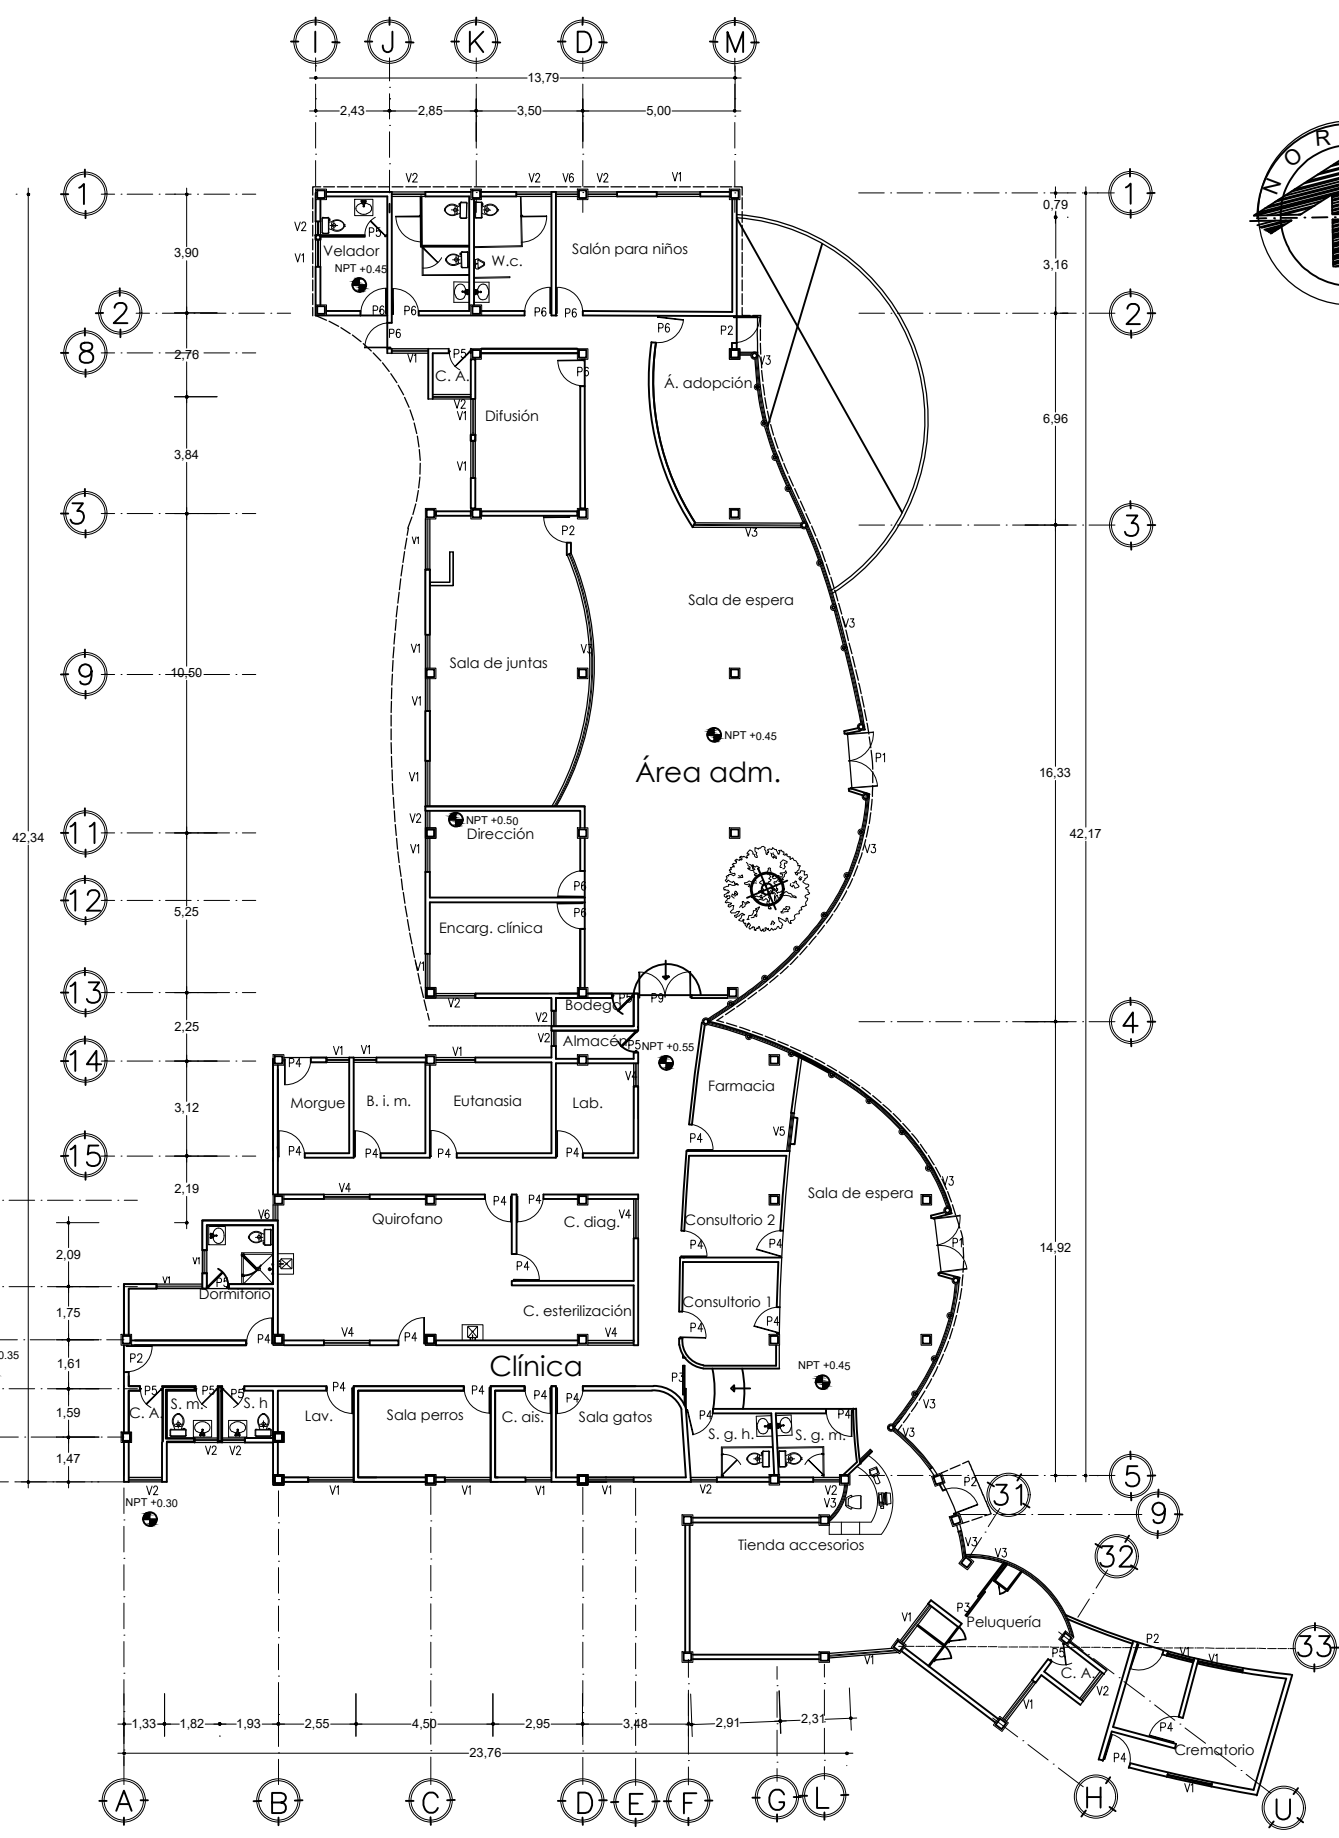 I J K D M
13,79
2,43 2,85 3,50 5,00
N O R
1 V2 V2 V6 V2 V1 1
0,79
V2 P5
3,90 Velador W.c. Salón para niños
V1 NPT +0.45 3,16
2 P6 P6 P6 P6 P6 P2 2
P6
8 2,76 V1 P5 V3
C. A. P6 Á. adopción
V2
V1 Difusión 6,96
3,84 V1
3 P2 V3 3
V1
Sala de espera
V3
V1 Sala de juntas V3
9 10,50
V1
NPT +0.45
Área adm. P1
V1 16,33
V2 NPT +0.50
42,34 11 Dirección 42,17
V1 V3
12 P6
5,25 P6
Encarg. clínica
V1
13 V2 P5 P9
Bodega
2,25 V2 4
V2 Almacén P5 NPT +0.55
14 V1 V1 V1
P4 V4
Farmacia
3,12 Morgue B. i. m. Eutanasia Lab.
V5
15 P4 P4 P4 P4 P4
2,19 V4 V3
Sala de espera
P4 P4
V6 Quirofano C. diag. V4 Consultorio 2
2,09 V1 P4 P4 P4 P1 14,92
P5
V1 Dormitorio
1,75 C. esterilización Consultorio 1
P4 V4 P4 V4 P4 P4
0.35 P2
1,61 Clínica NPT +0.45
P3
P5 P5 P5 P4 P4 P4 P4
1,59 C. A. S. m. S. h Lav. Sala perros C. ais. Sala gatos P4 P4 V3
S. g. h. S. g. m. V3
1,47 V2 V2
V2 V1 V1 V1 V1 V2 V2 P2 5
NPT +0.30 V3 31 9
Tienda accesorios V3 V3
32
V1 P3 Peluquería
P2
V1 P5 V1 V1 33
C. A.
V2
V1
P4
1,33 1,82 1,93 2,55 4,50 2,95 3,48 2,91 2,31
23,76 P4 Crematorio
V1
A B C D E F G L H U